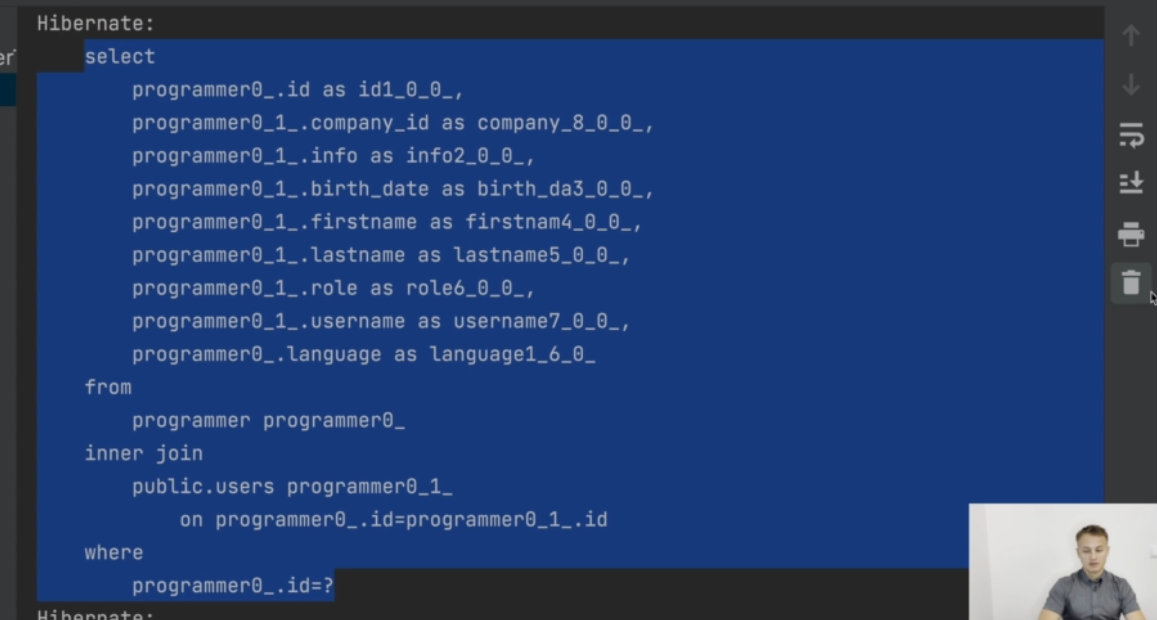 Hibernate:
select
programmer0_.id as id1_0_0_,
programmer0_1_.company_id as company_8_0_0_,
programmer0_1_.info as info2_0_0_,
programmer0_1_.birth_date as birth_da3_0_0_,
programmer0_1_.firstname as firstnam4_0_0_,
programmer0_1_.lastname as lastname5_0_0_,
programmer0_1_.role as role6_0_0_,
programmer0_1_.username as username7_0_0_,
programmer0_.language as language1_6_0_
from
programmer programmer0_
inner join
public.users programmer0_1_
on programmer0_.id=programmer0_1_.id
where
programmer0_.id=?
Hibernate: